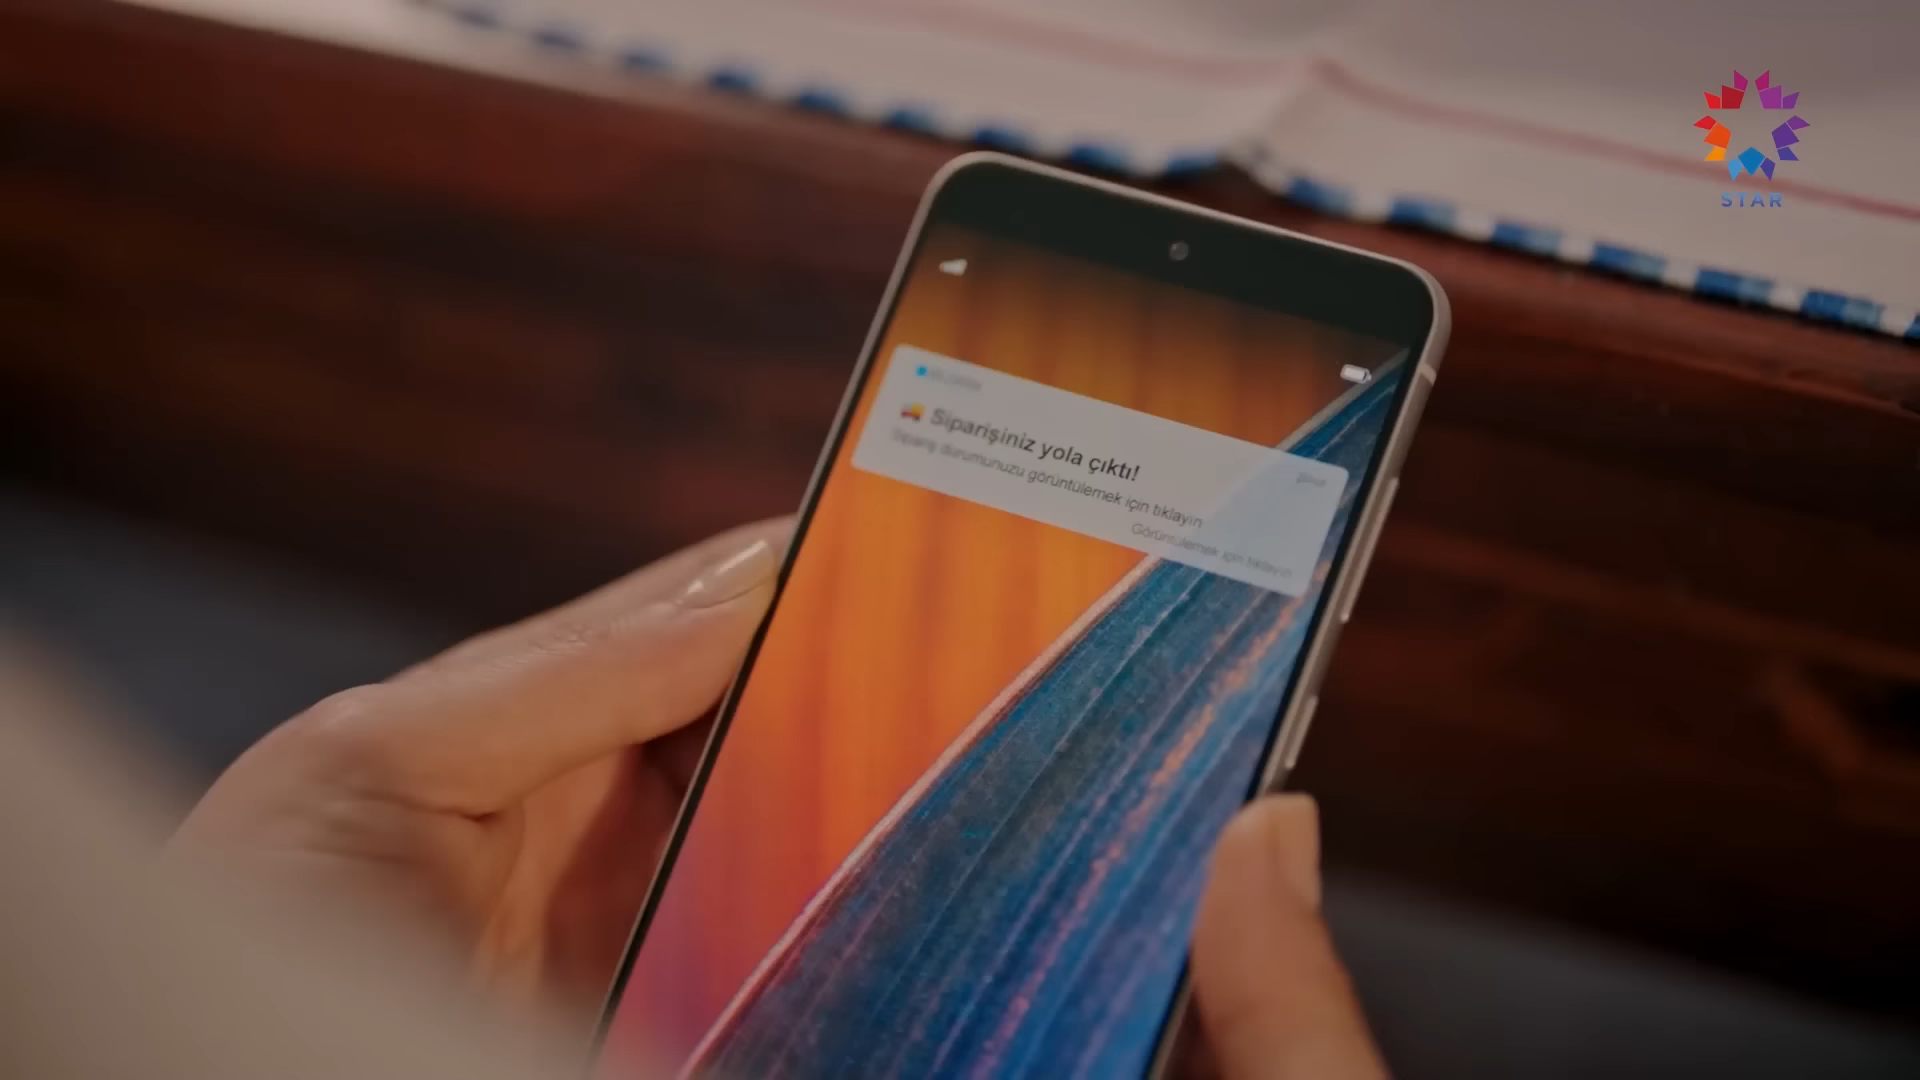 STAR
Siparişiniz yola çıktı!
Sipariş durumunuzu görüntülemek için tıklayın
Görüntülemek için tıklayın